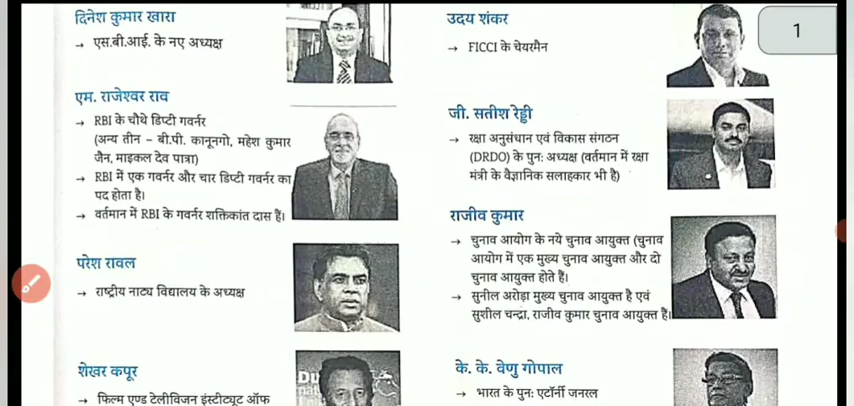 दिनेश कुमार खारा
→ एस.बी.आई. के नए अध्यक्ष
एम. राजेश्वर राव
→ RBI के चौथे डिप्टी गवर्नर
(अन्य तीन – बी.पी. कानूनगो, महेश कुमार
जैन, माइकल देव पात्रा)
→ RBI में एक गवर्नर और चार डिप्टी गवर्नर का
पद होता है।
→ वर्तमान में RBI के गवर्नर शक्तिकांत दास हैं।
परेश रावल
→ राष्ट्रीय नाट्य विद्यालय के अध्यक्ष
शेखर कपूर
→ फिल्म एण्ड टेलीविजन इंस्टीट्यूट ऑफ
उदय शंकर
→ FICCI के चेयरमैन
जी. सतीश रेड्डी
→ रक्षा अनुसंधान एवं विकास संगठन
(DRDO) के पुन: अध्यक्ष (वर्तमान में रक्षा
मंत्री के वैज्ञानिक सलाहकार भी है)
राजीव कुमार
→ चुनाव आयोग के नये चुनाव आयुक्त (चुनाव
आयोग में एक मुख्य चुनाव आयुक्त और दो
चुनाव आयुक्त होते हैं।
→ सुनील अरोड़ा मुख्य चुनाव आयुक्त है एवं
सुशील चन्द्रा, राजीव कुमार चुनाव आयुक्त हैं।
के. के. वेणु गोपाल
→ भारत के पुन: एटॉर्नी जनरल
1